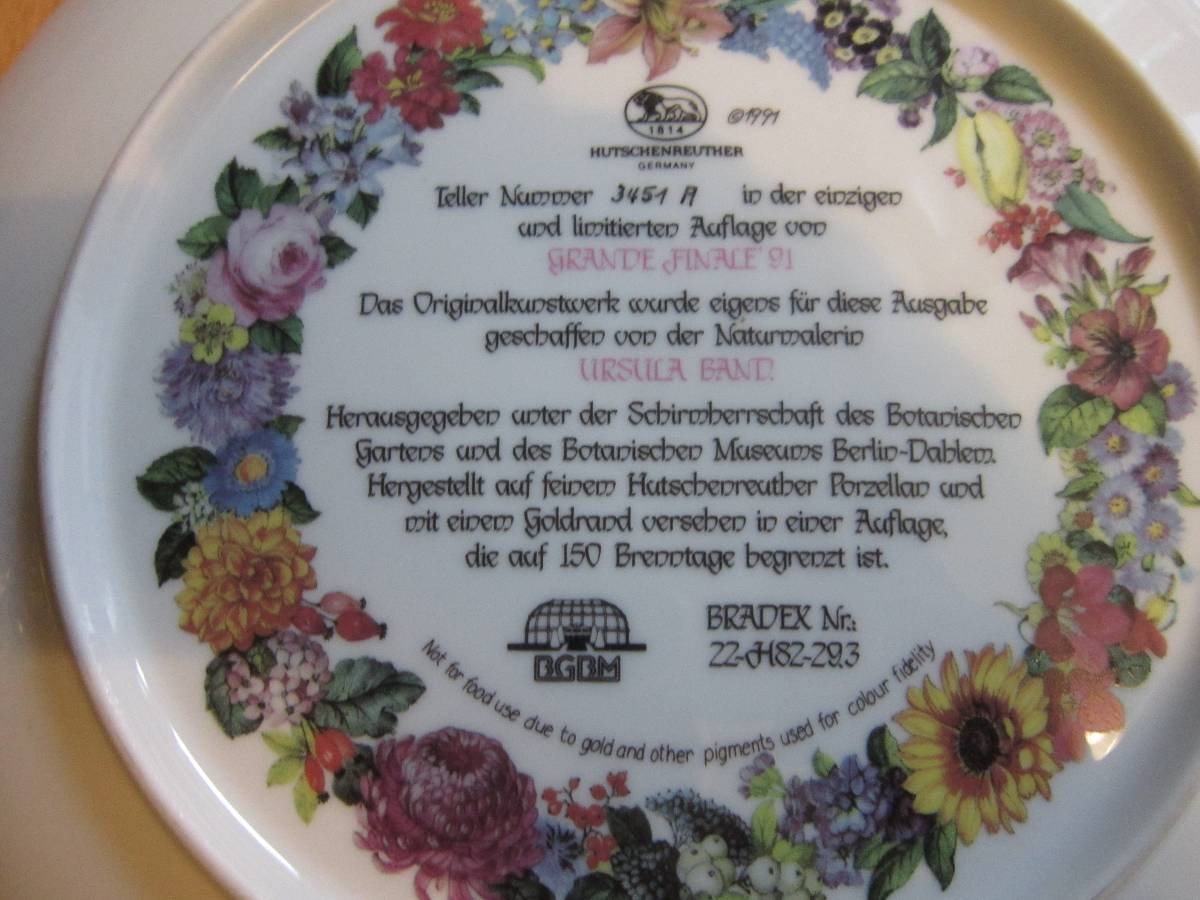 1814
©1991
HUTSCHENREUTHER
GERMANY
Teller Nummer 3451 A in der einzigen
und limitierten Auflage von
GRANDE FINALE '91
Das Originalkunstwerk wurde eigens für diese Ausgabe
geschaffen von der Naturmalerin
URSULA BAND.
Herausgegeben unter der Schirmherrschaft des Botanischen
Gartens und des Botanischen Museums Berlin-Dahlem.
Hergestellt auf feinem Hutschenreuther Porzellan und
mit einem Goldrand versehen in einer Auflage,
die auf 150 Brenntage begrenzt ist.
BGBM
BRADEX Nr.:
22-H82-29.3
Not for food use due to gold and other pigments used for colour fidelity